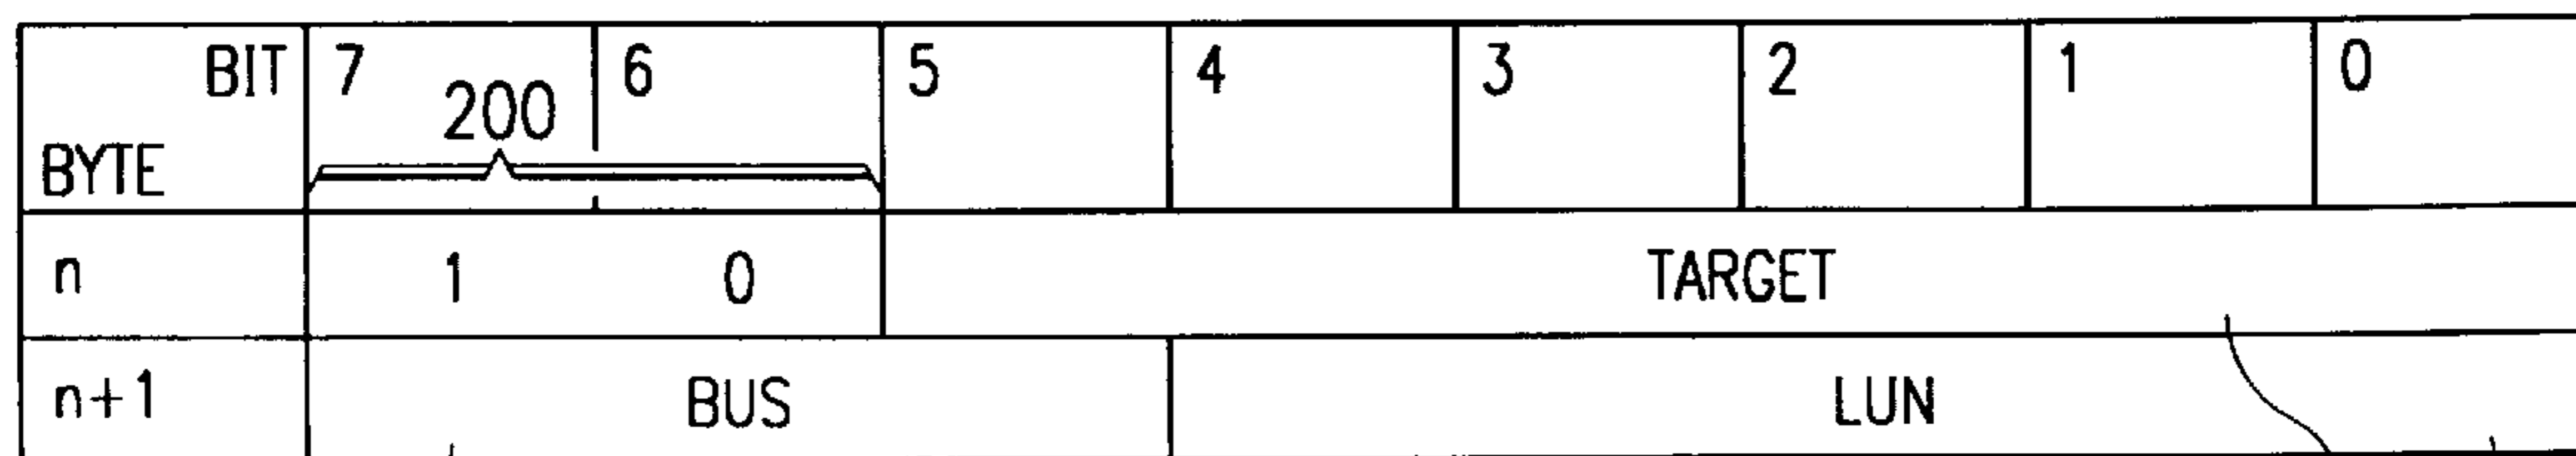 BIT 7 6 5 4 3 2 1 0
200
BYTE
n 1 0 TARGET
n+1 BUS LUN